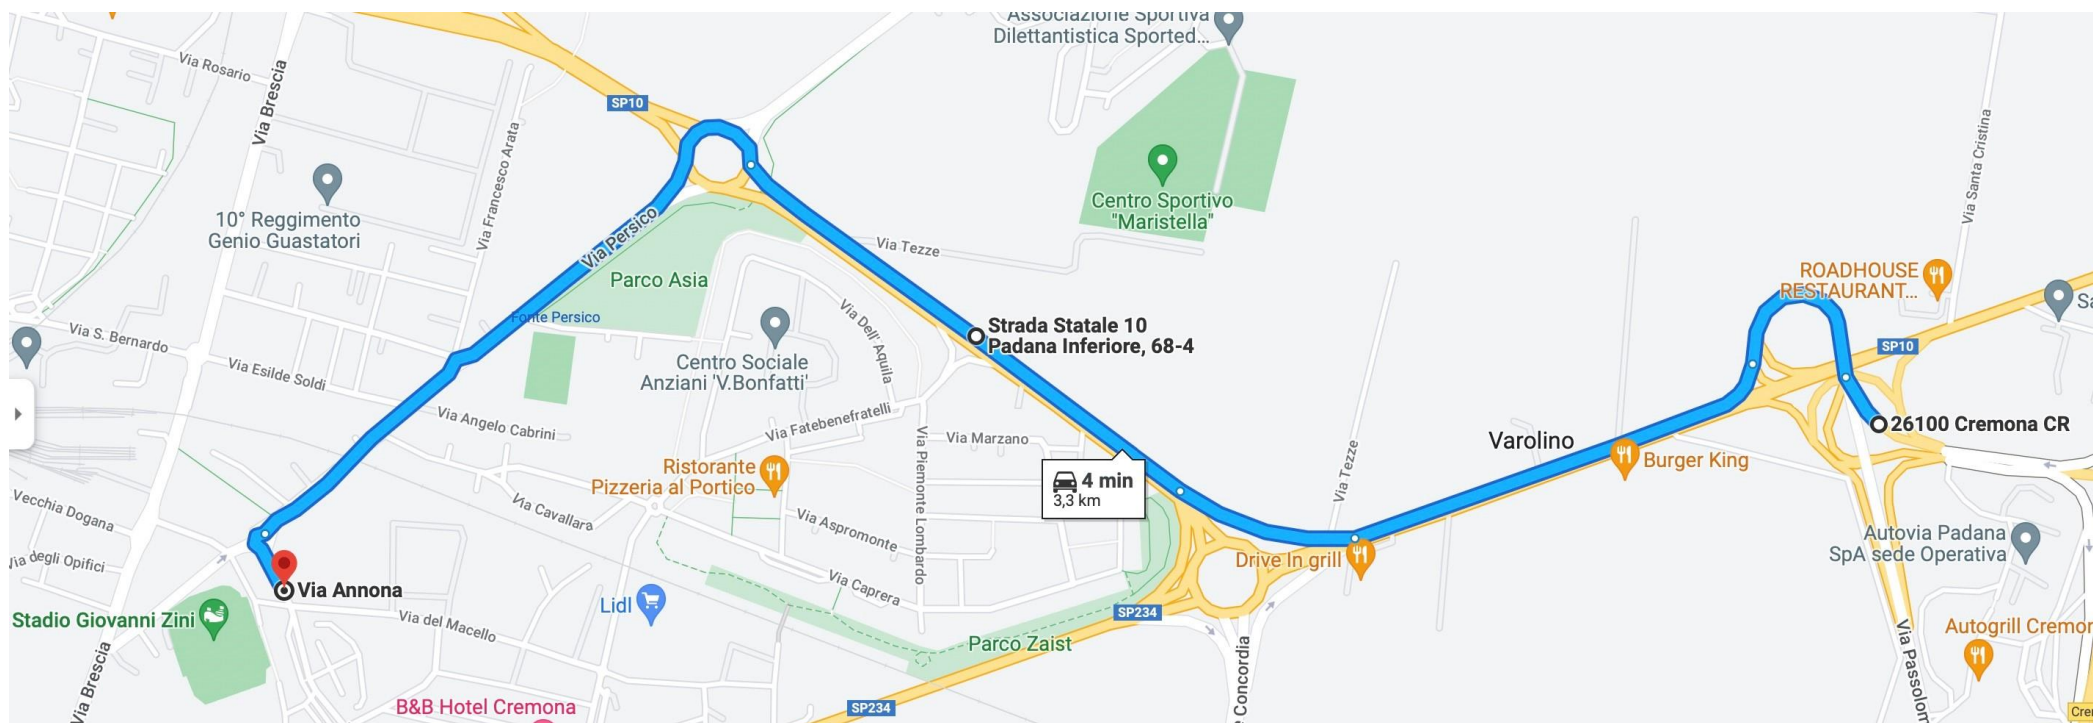 Associazione Sportiva
Dilettantistica Sported...
Via Rosario
Via Brescia
SP10
Via Francesco Arata
10° Reggimento
Genio Guastatori
Via Persico
Parco Asia
Centro Sportivo
"Maristella"
Via Tezze
Via Santa Cristina
ROADHOUSE
RESTAURANT...
Sa
Fonte Persico
Via S. Bernardo
Via Esilde Soldi
Via Dell' Aquila
Strada Statale 10
Padana Inferiore, 68-4
SP10
Centro Sociale
Anziani 'V.Bonfatti'
Via Angelo Cabrini
Via Fatebenefratelli
Via Marzano
Via Piemonte Lombardo
26100 Cremona CR
Varolino
Burger King
Via Tezze
4 min
3,3 km
Ristorante
Pizzeria al Portico
Via Cavallara
Via Aspromonte
Vecchia Dogana
Via degli Opifici
Drive In grill
Autovia Padana
SpA sede Operativa
Via Annona
Via Caprera
Lidl
Stadio Giovanni Zini
Via del Macello
SP234
Parco Zaist
e Concordia
Via Passolom
Autogrill Cremor
Via Brescia
B&B Hotel Cremona
SP234
Crem